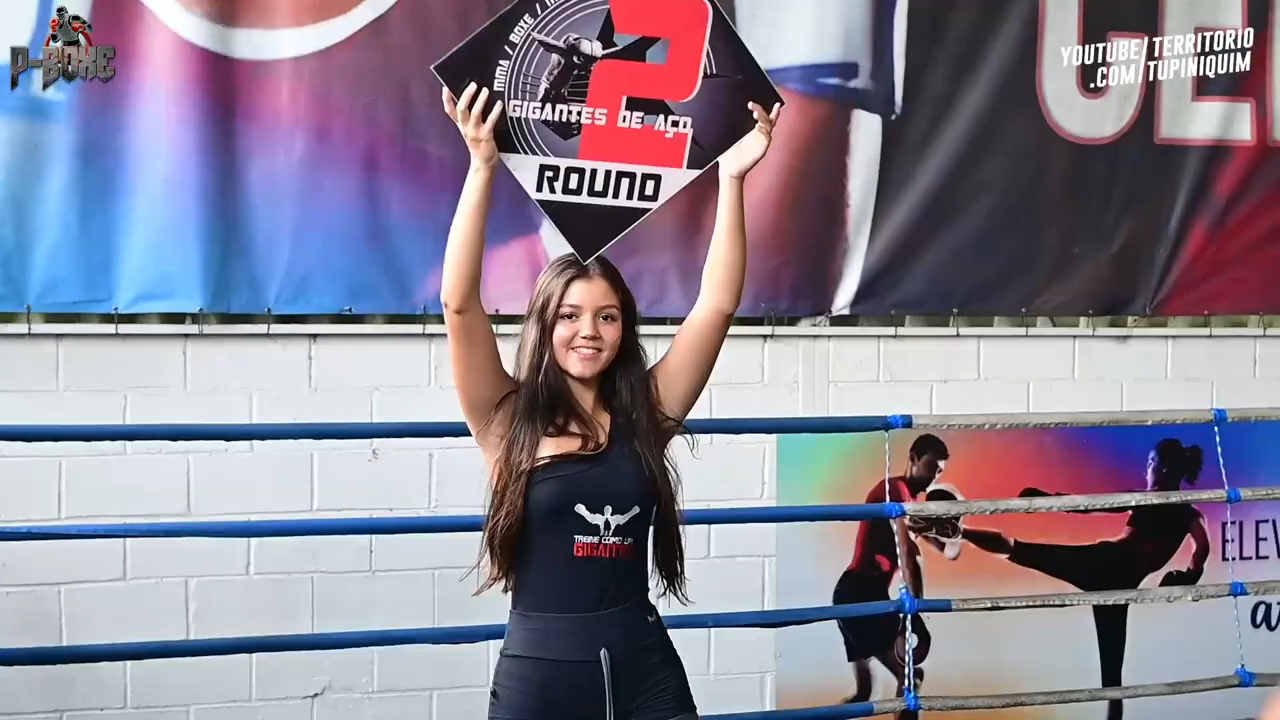 P-BOXE
YOUTUBE/TERRITORIO
.COM/TUPINIQUIM
MMA / BOXE /
2
GIGANTES DE AÇO
ROUND
TREINE COMO UM
GIGANTE
ELEV